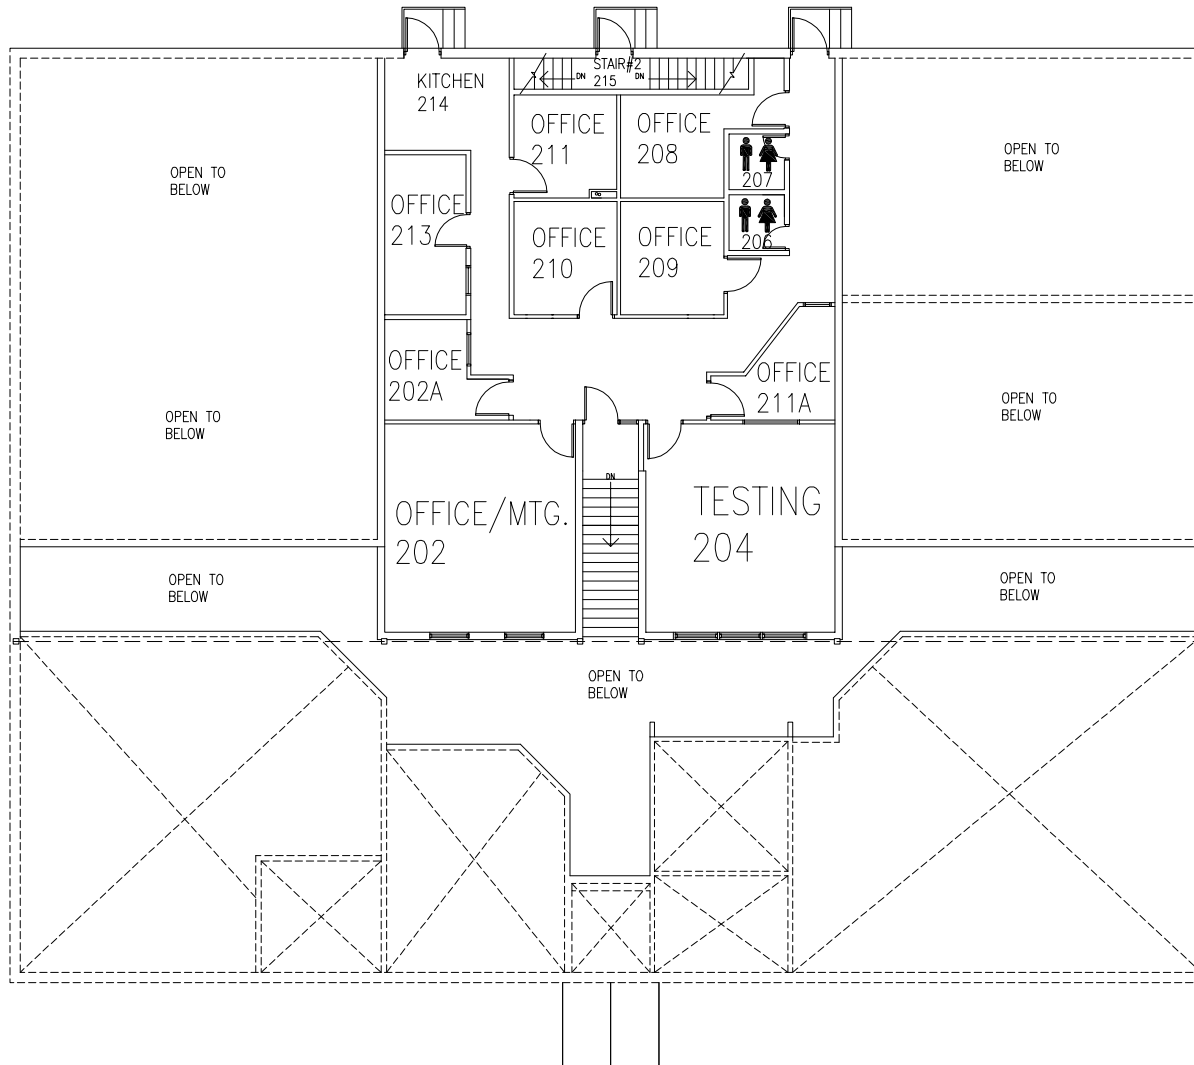 STAIR#2
DN
DN
215
KITCHEN
214
OFFICE
211
OFFICE
208
OPEN TO
BELOW
OPEN TO
BELOW
207
OFFICE
213
OFFICE
210
OFFICE
209
206
OFFICE
202A
OFFICE
211A
OPEN TO
BELOW
OPEN TO
BELOW
DN
OFFICE/MTG.
202
TESTING
204
OPEN TO
BELOW
OPEN TO
BELOW
OPEN TO
BELOW